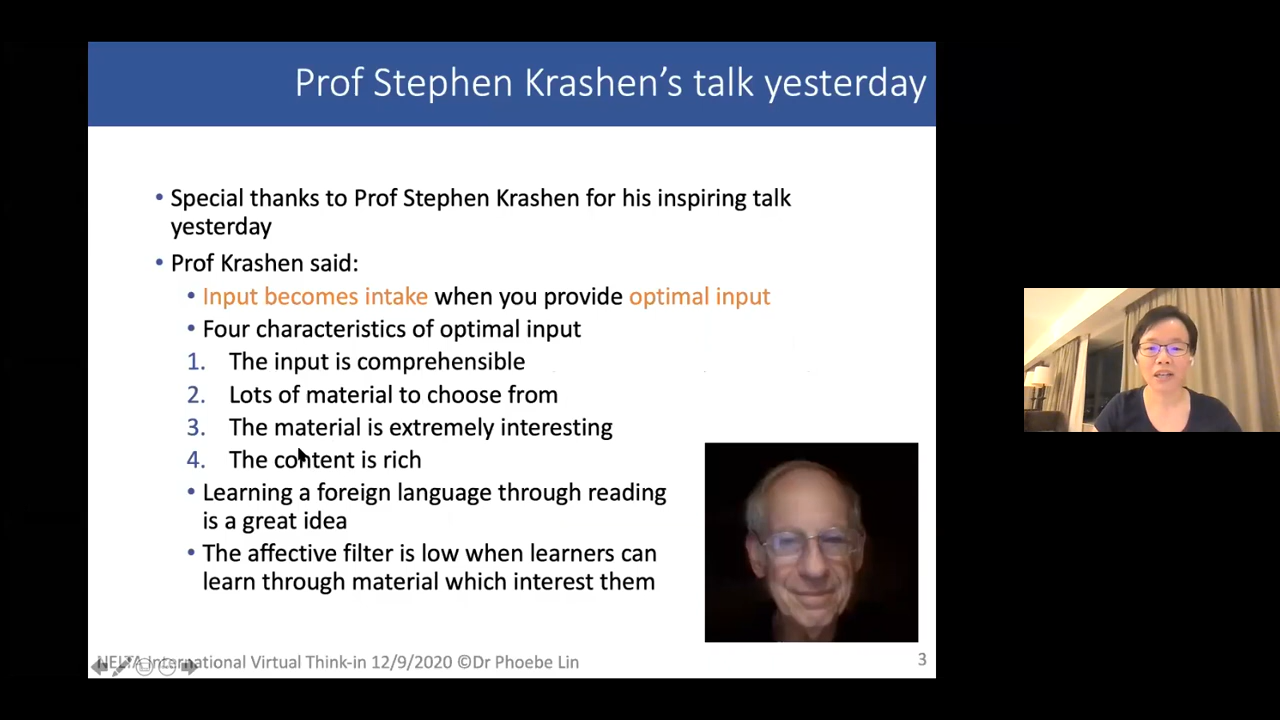 Prof Stephen Krashen’s talk yesterday
• Special thanks to Prof Stephen Krashen for his inspiring talk
yesterday
• Prof Krashen said:
• Input becomes intake when you provide optimal input
• Four characteristics of optimal input
1. The input is comprehensible
2. Lots of material to choose from
3. The material is extremely interesting
4. The content is rich
• Learning a foreign language through reading
is a great idea
• The affective filter is low when learners can
learn through material which interest them
NELTA International Virtual Think-in 12/9/2020 ©Dr Phoebe Lin
3